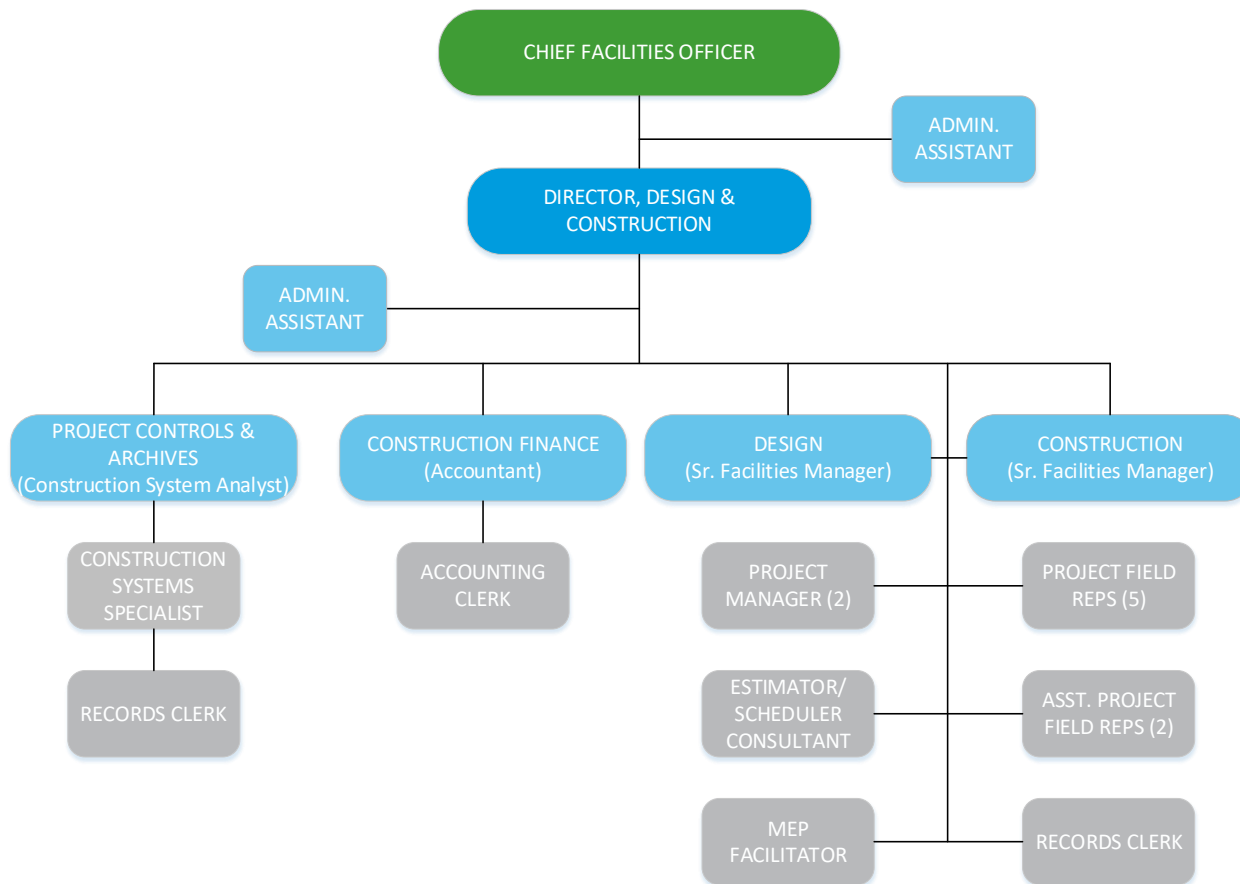 CHIEF FACILITIES OFFICER
ADMIN.
ASSISTANT
DIRECTOR, DESIGN &
CONSTRUCTION
ADMIN.
ASSISTANT
PROJECT CONTROLS &
ARCHIVES
(Construction System Analyst)
CONSTRUCTION FINANCE
(Accountant)
DESIGN
(Sr. Facilities Manager)
CONSTRUCTION
(Sr. Facilities Manager)
CONSTRUCTION
SYSTEMS
SPECIALIST
ACCOUNTING
CLERK
PROJECT
MANAGER (2)
PROJECT FIELD
REPS (5)
RECORDS CLERK
ESTIMATOR/
SCHEDULER
CONSULTANT
ASST. PROJECT
FIELD REPS (2)
MEP
FACILITATOR
RECORDS CLERK